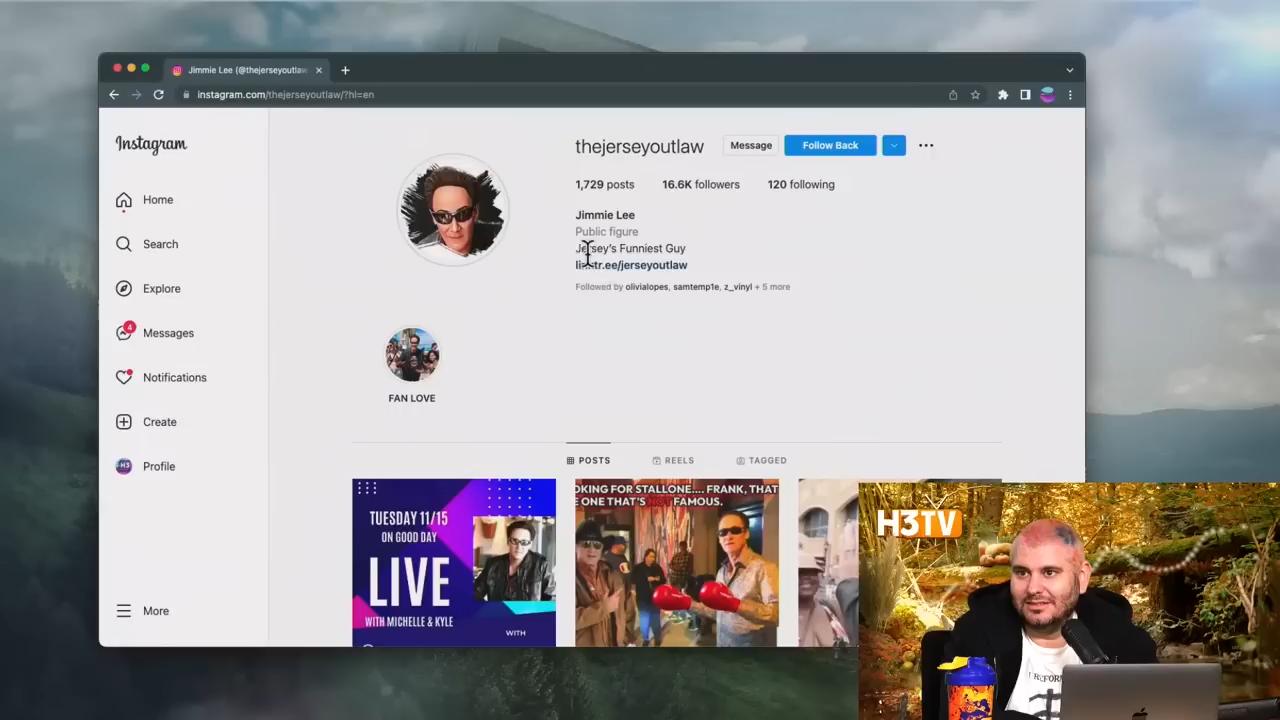 Jimmie Lee (@thejerseyoutlaw
instagram.com/thejerseyoutlaw/?hl=en
Instagram
thejerseyoutlaw
Message
Follow Back
1,729 posts
16.6K followers
120 following
Jimmie Lee
Public figure
Jersey's Funniest Guy
linktr.ee/jerseyoutlaw
Followed by olivialopes, samtemp1e, z_vinyl + 5 more
Home
Search
Explore
4
Messages
Notifications
Create
H3
Profile
More
FAN LOVE
POSTS
REELS
TAGGED
TUESDAY 11/15
ON GOOD DAY
LIVE
WITH MICHELLE & KYLE
WITH
OKING FOR STALLONE.... FRANK, THAT
E ONE THAT'S NOT FAMOUS.
H3TV